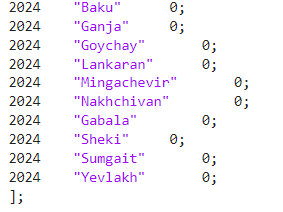 2024 "Baku" 0;
2024 "Ganja" 0;
2024 "Goychay" 0;
2024 "Lankaran" 0;
2024 "Mingachevir" 0;
2024 "Nakhchivan" 0;
2024 "Gabala" 0;
2024 "Sheki" 0;
2024 "Sumgait" 0;
2024 "Yevlakh" 0;
];